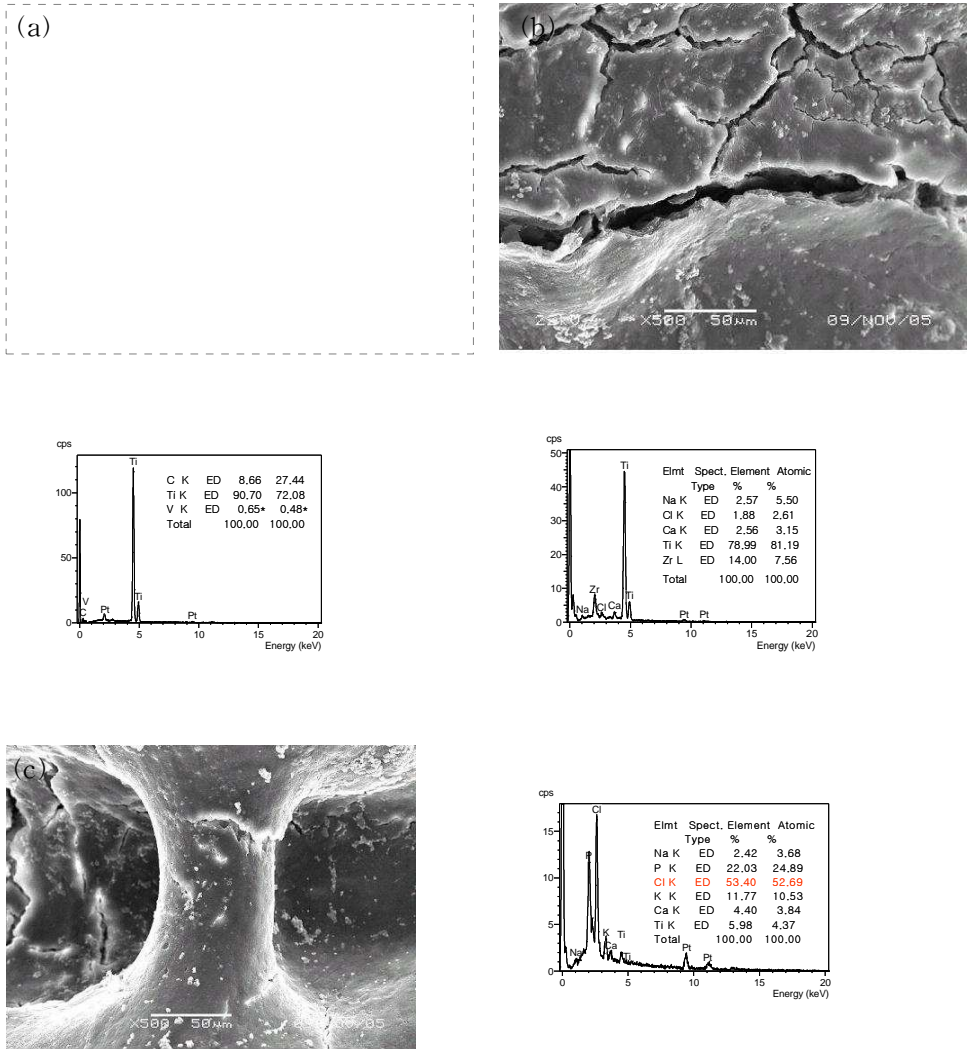 (a)
(b)
X500 50µm 09/NOV/05
cps
Ti
100
50
0
C K ED 8.66 27.44
Ti K ED 90.70 72.08
V K ED 0.65* 0.48*
Total 100.00 100.00
V
C
Pt
Ti
Pt
0 5 10 15 20
Energy (keV)
cps
50
40
30
20
10
0
Ti
Elmt Spect. Element Atomic
Type % %
Na K ED 2.57 5.50
Cl K ED 1.88 2.61
Ca K ED 2.56 3.15
Ti K ED 78.99 81.19
Zr L ED 14.00 7.56
Total 100.00 100.00
Na Zr Cl Ca Ti Pt Pt
0 5 10 15 20
Energy (keV)
(c)
X500 50µm
cps
15
10
5
0
Cl
Elmt Spect. Element Atomic
Type % %
Na K ED 2.42 3.68
P K ED 22.03 24.89
Cl K ED 53.40 52.69
K K ED 11.77 10.53
Ca K ED 4.40 3.84
Ti K ED 5.98 4.37
Total 100.00 100.00
P
Na K Ca Ti Ti Pt Pt
0 5 10 15 20
Energy (keV)